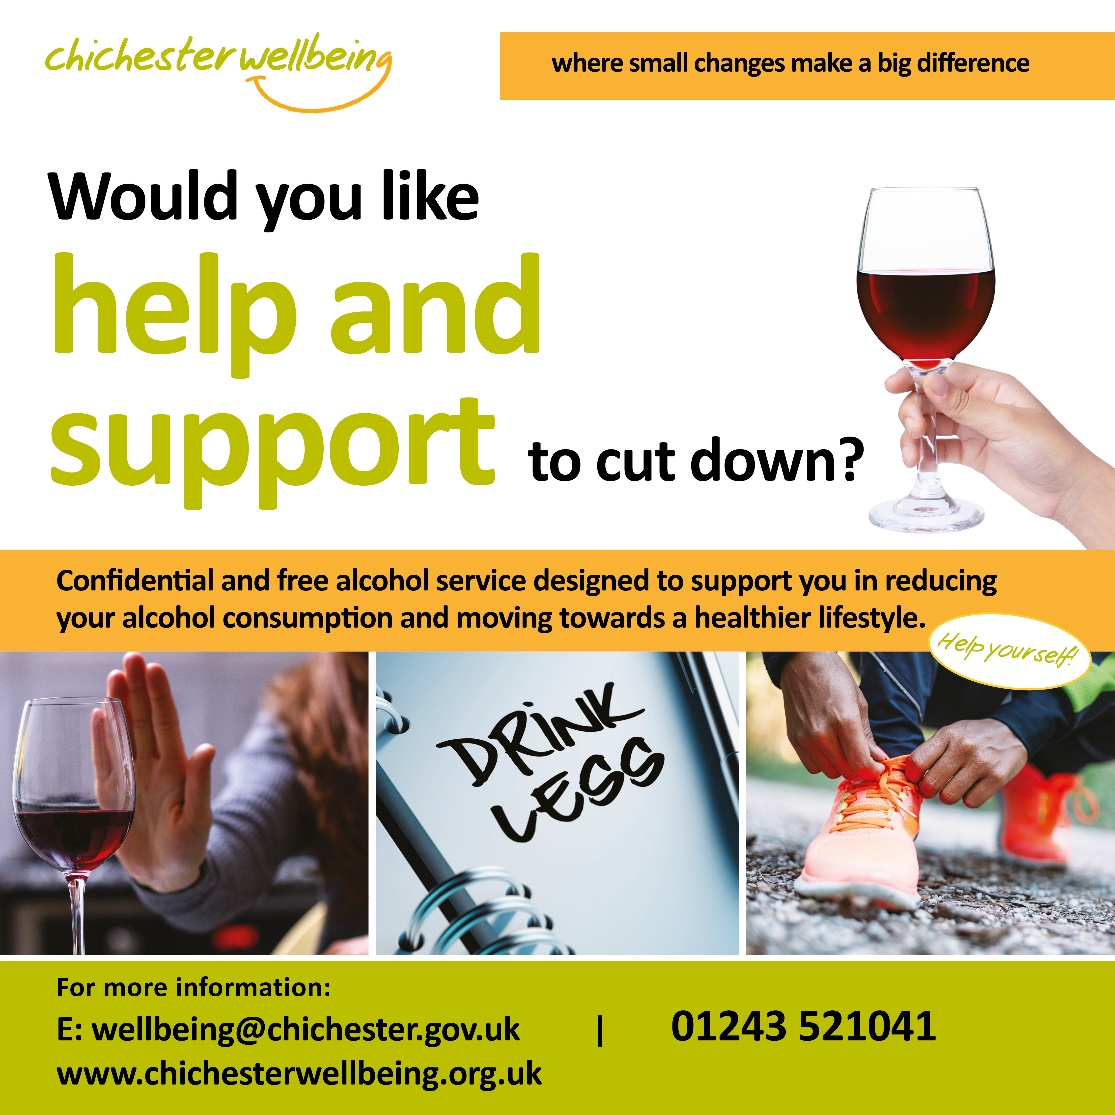 chichesterwellbeing
where small changes make a big difference
Would you like
help and
support to cut down?
Confidential and free alcohol service designed to support you in reducing
your alcohol consumption and moving towards a healthier lifestyle.
Help yourself!
DRiNK
LESS
For more information:
E: wellbeing@chichester.gov.uk | 01243 521041
www.chichesterwellbeing.org.uk